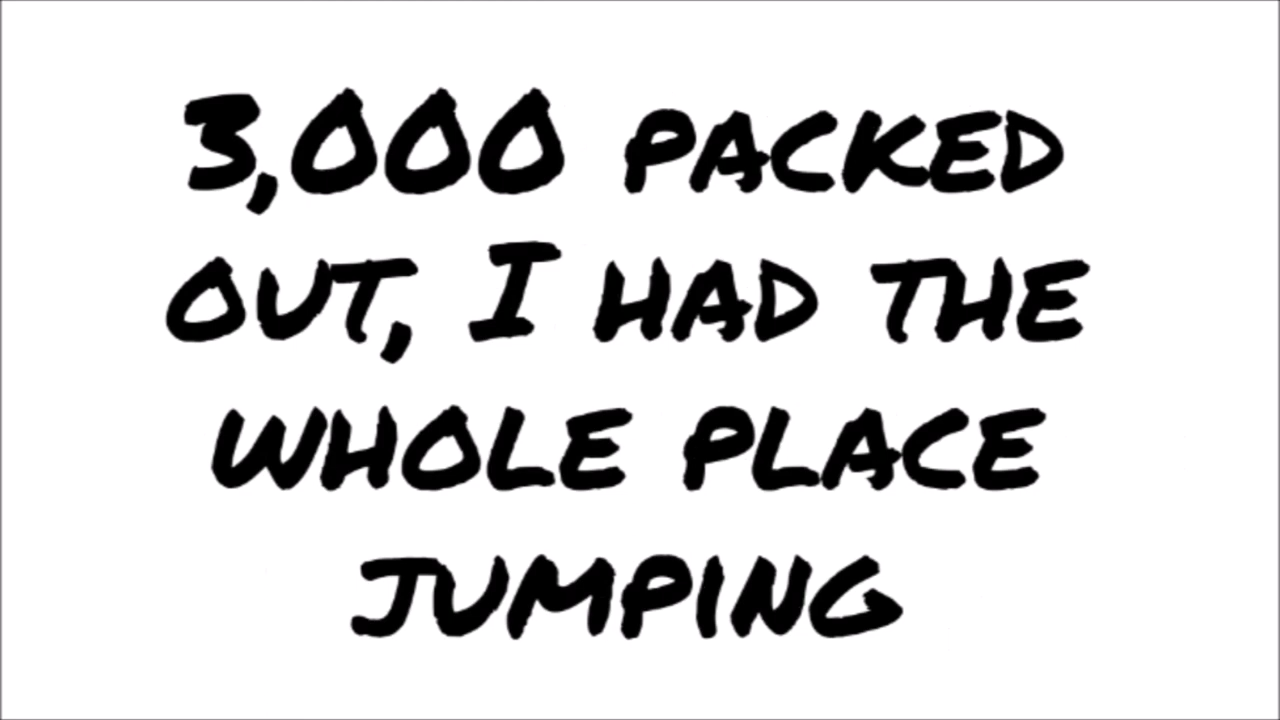 3,000 PACKED
OUT, I HAD THE
WHOLE PLACE
JUMPING